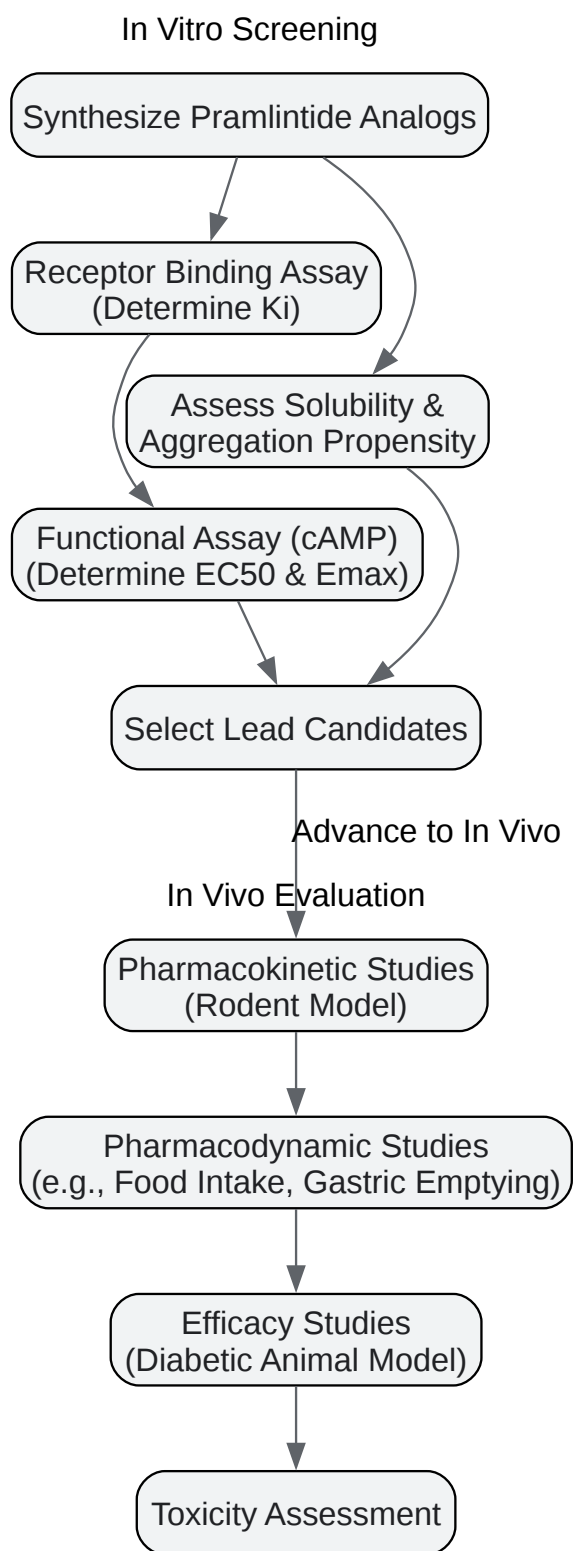 In Vitro Screening
Synthesize Pramlintide Analogs
Receptor Binding Assay
(Determine Ki)
Assess Solubility &
Aggregation Propensity
Functional Assay (cAMP)
(Determine EC50 & Emax)
Select Lead Candidates
Advance to In Vivo
In Vivo Evaluation
Pharmacokinetic Studies
(Rodent Model)
Pharmacodynamic Studies
(e.g., Food Intake, Gastric Emptying)
Efficacy Studies
(Diabetic Animal Model)
Toxicity Assessment